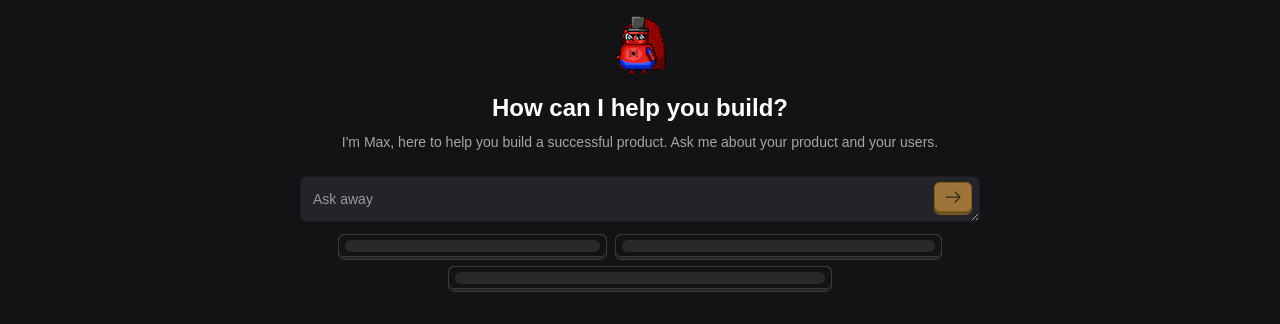 How can I help you build?
I'm Max, here to help you build a successful product. Ask me about your product and your users.
Ask away